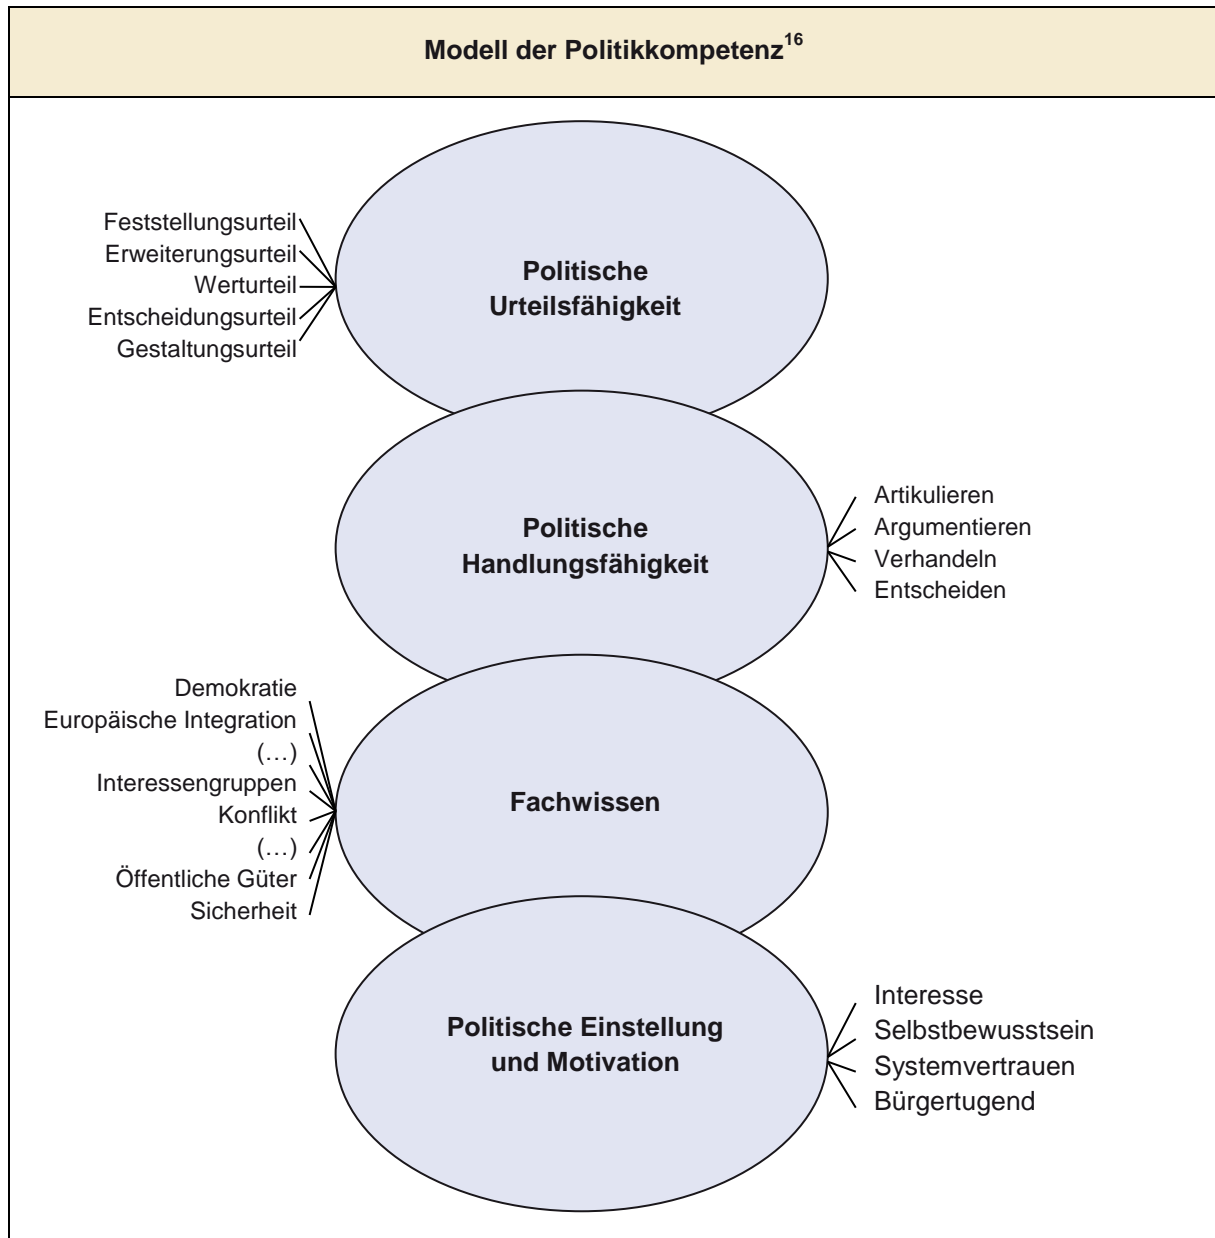 Modell der Politikkompetenz16
Feststellungsurteil
Erweiterungsurteil
Werturteil
Entscheidungsurteil
Gestaltungsurteil
Politische
Urteilsfähigkeit
Politische
Handlungsfähigkeit
Artikulieren
Argumentieren
Verhandeln
Entscheiden
Demokratie
Europäische Integration
(…)
Interessengruppen
Konflikt
(…)
Öffentliche Güter
Sicherheit
Fachwissen
Politische Einstellung
und Motivation
Interesse
Selbstbewusstsein
Systemvertrauen
Bürgertugend